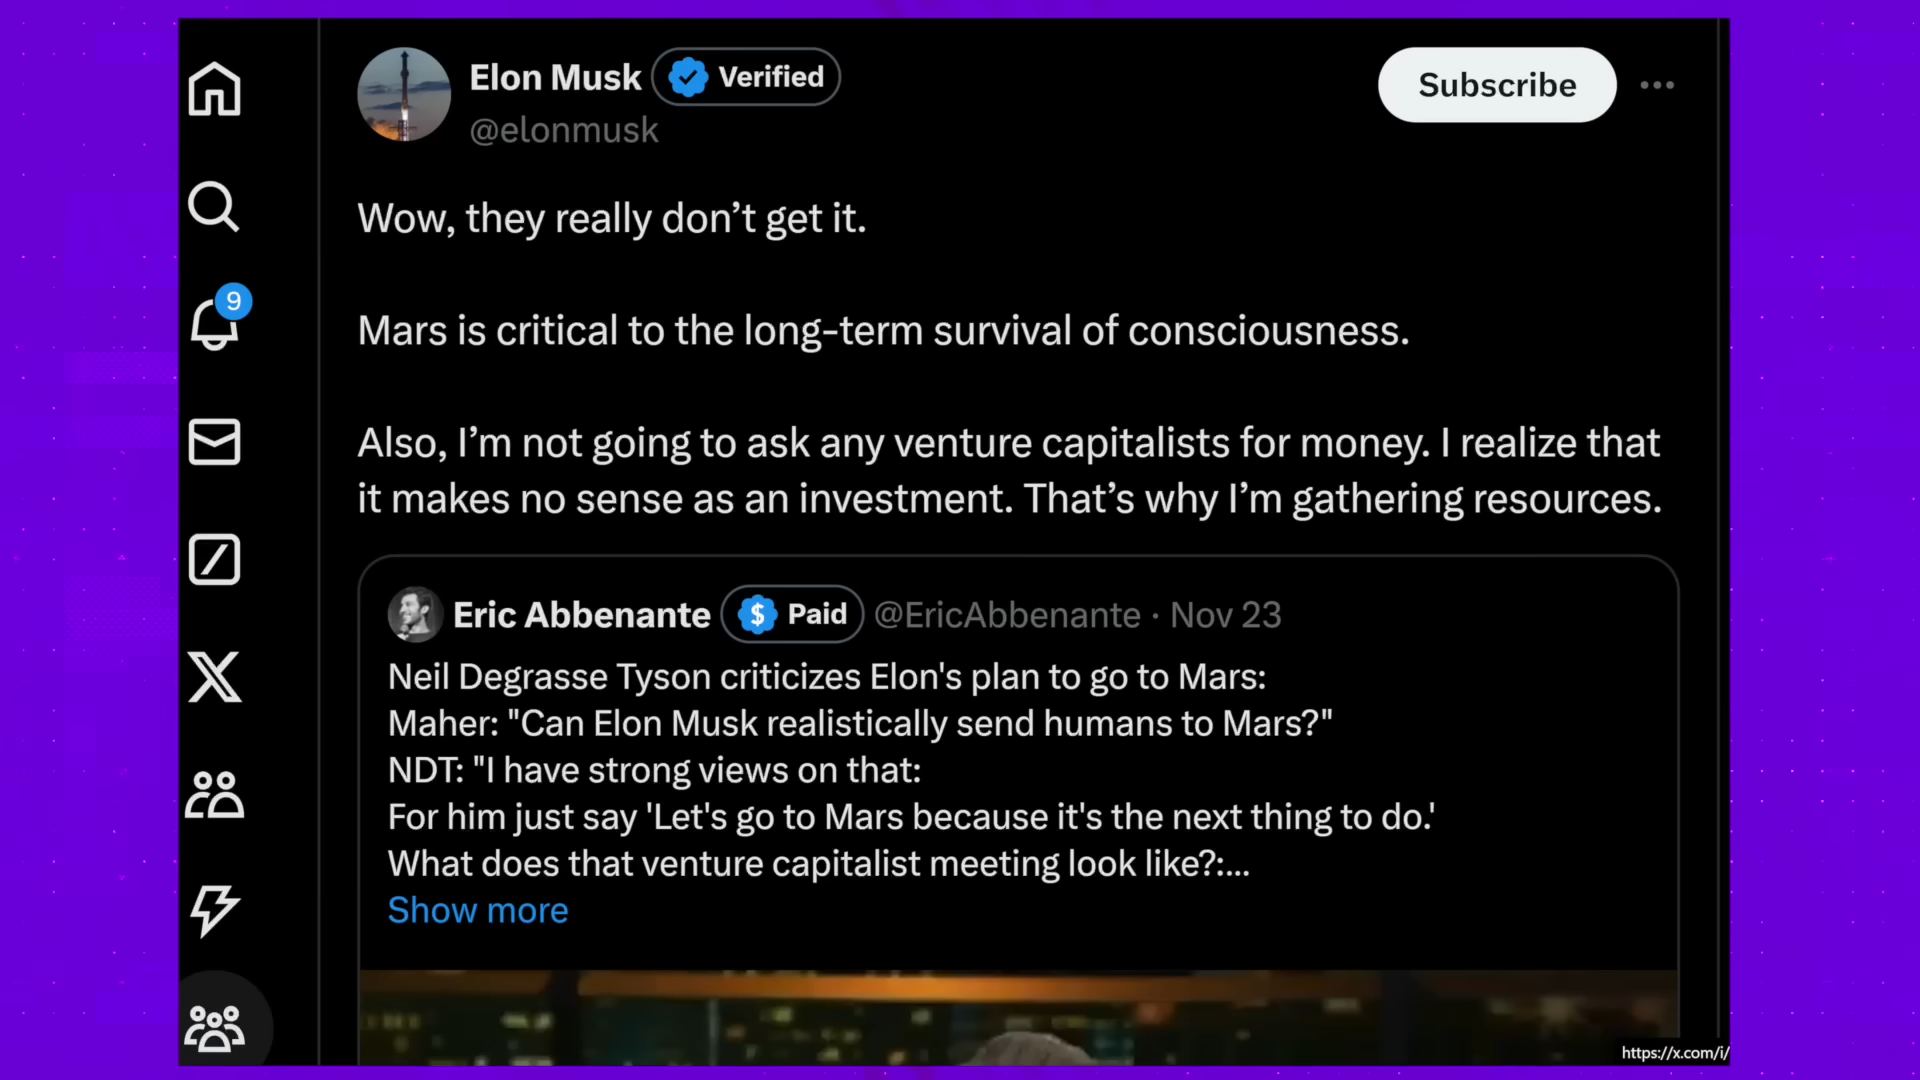 Elon Musk Verified
@elonmusk
Subscribe
9
Wow, they really don’t get it.
Mars is critical to the long-term survival of consciousness.
Also, I’m not going to ask any venture capitalists for money. I realize that
it makes no sense as an investment. That’s why I’m gathering resources.
Eric Abbenante $ Paid @EricAbbenante · Nov 23
Neil Degrasse Tyson criticizes Elon's plan to go to Mars:
Maher: "Can Elon Musk realistically send humans to Mars?"
NDT: "I have strong views on that:
For him just say 'Let's go to Mars because it's the next thing to do.'
What does that venture capitalist meeting look like?:...
Show more
https://x.com/i/